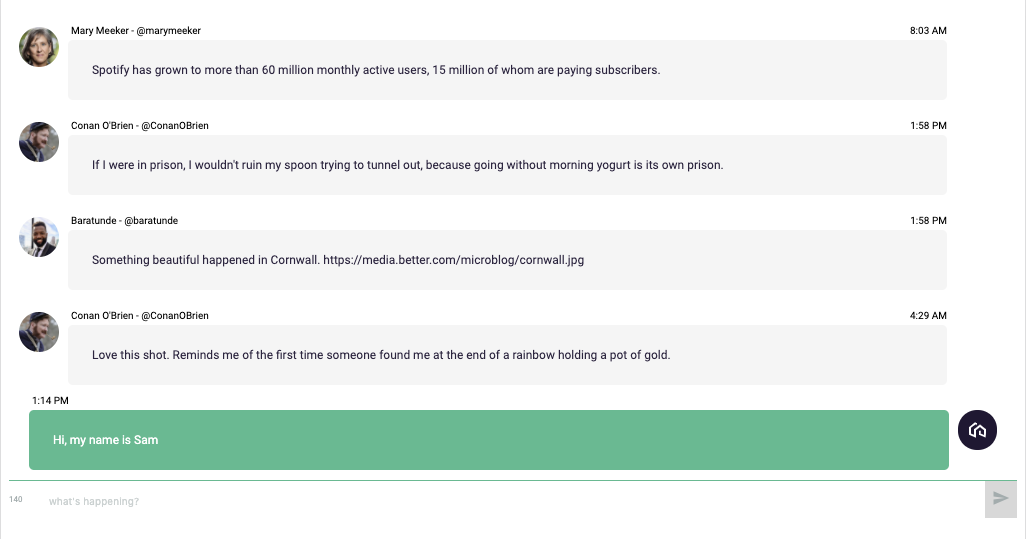 Mary Meeker - @marymeeker 8:03 AM
Spotify has grown to more than 60 million monthly active users, 15 million of whom are paying subscribers.
Conan O'Brien - @ConanOBrien 1:58 PM
If I were in prison, I wouldn't ruin my spoon trying to tunnel out, because going without morning yogurt is its own prison.
Baratunde - @baratunde 1:58 PM
Something beautiful happened in Cornwall. https://media.better.com/microblog/cornwall.jpg
Conan O'Brien - @ConanOBrien 4:29 AM
Love this shot. Reminds me of the first time someone found me at the end of a rainbow holding a pot of gold.
1:14 PM
Hi, my name is Sam
140 what's happening?